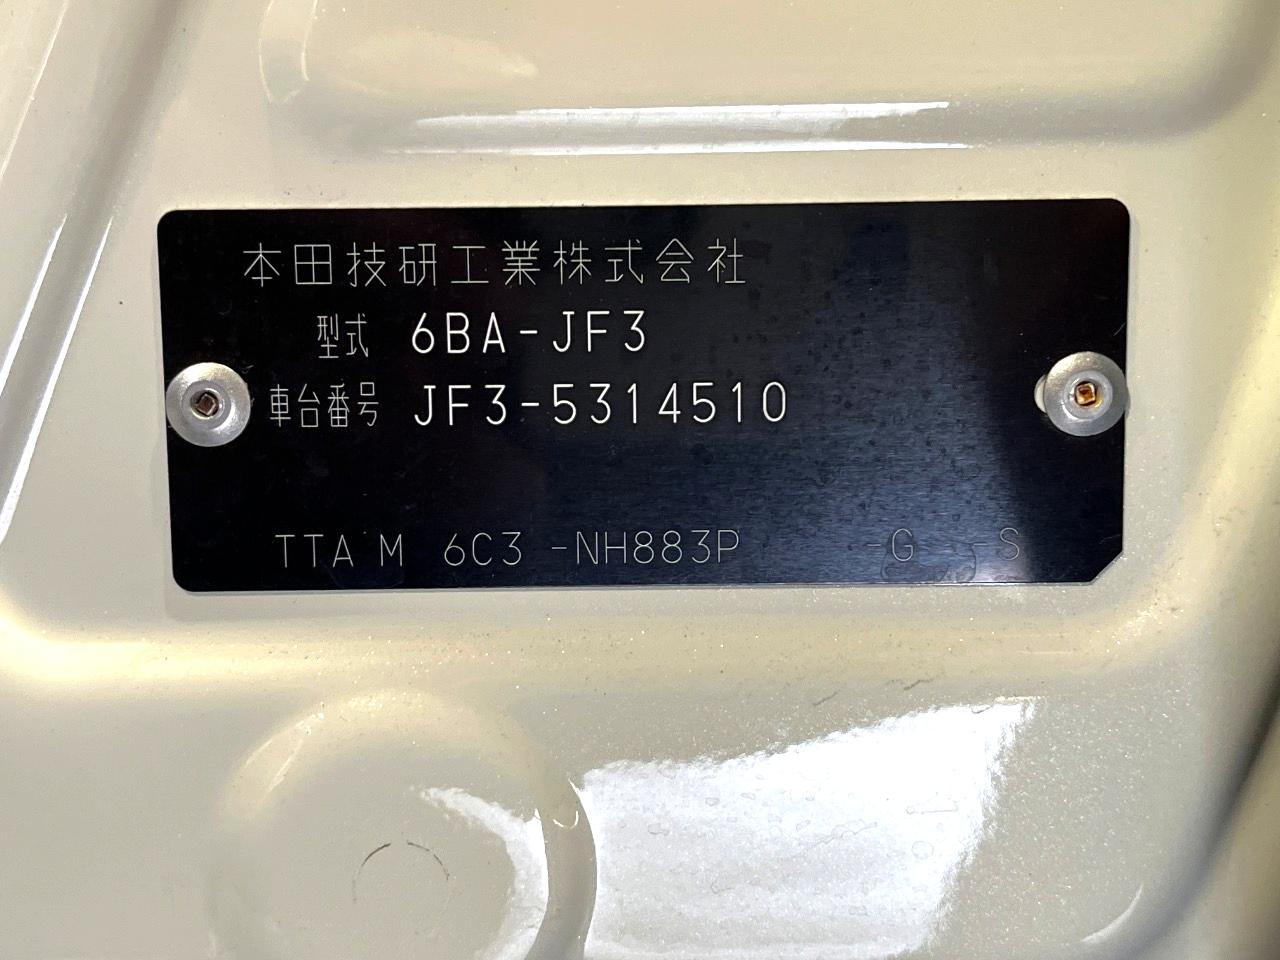 本田技研工業株式会社
型式 6BA-JF3
車台番号 JF3-5314510
TTA M 6C3 -NH883P -G -S